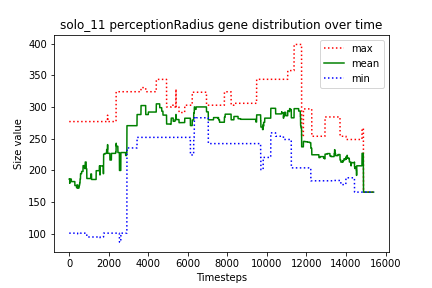 solo_11 perceptionRadius gene distribution over time
400
350
300
250
200
150
100
Size value
max
mean
min
0 2000 4000 6000 8000 10000 12000 14000 16000
Timesteps